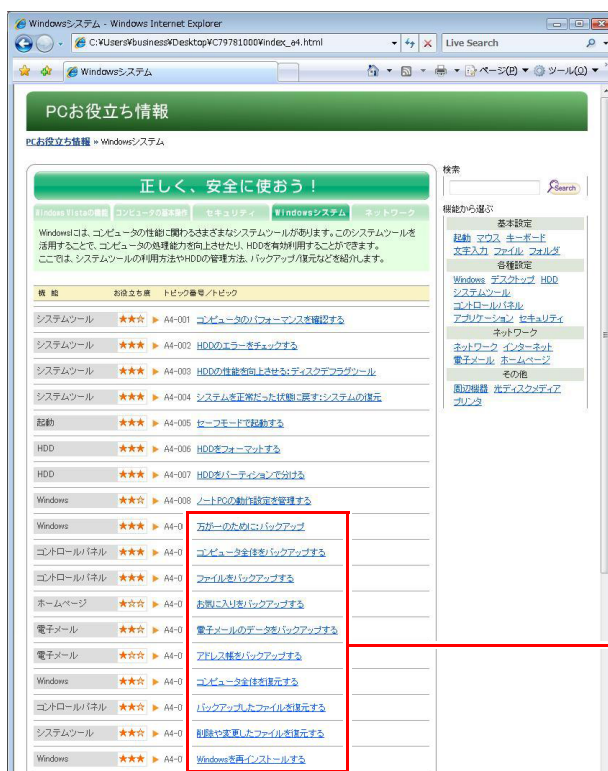 Windowsシステム - Windows Internet Explorer
C:¥Users¥business¥Desktop¥C79781000¥index_a4.html
Live Search
Windowsシステム
ページ(P)
ツール(O)
PCお役立ち情報
PCお役立ち情報 » Windowsシステム
正しく、安全に使おう！
Windows Vistaの機能 コンピュータの基本操作 セキュリティ Windowsシステム ネットワーク
Windowsには、コンピュータの性能に関わるさまざまなシステムツールがあります。このシステムツールを
活用することで、コンピュータの処理能力を向上させたり、HDDを有効利用することができます。
ここでは、システムツールの利用方法やHDDの管理方法、バックアップ/復元などを紹介します。
機 能 お役立ち度 トピック番号/トピック
システムツール ★★☆ ▶ A4-001 コンピュータのパフォーマンスを確認する
システムツール ★★☆ ▶ A4-002 HDDのエラーをチェックする
システムツール ★★★ ▶ A4-003 HDDの性能を向上させる:ディスクデフラグツール
システムツール ★★★ ▶ A4-004 システムを正常だった状態に戻す:システムの復元
起動 ★★★ ▶ A4-005 セーフモードで起動する
HDD ★★★ ▶ A4-006 HDDをフォーマットする
HDD ★★★ ▶ A4-007 HDDをパーティションで分ける
Windows ★★☆ ▶ A4-008 ノートPCの動作設定を管理する
Windows ★★★ ▶ A4-0 万が一のために:バックアップ
コントロールパネル ★★★ ▶ A4-0 コンピュータ全体をバックアップする
コントロールパネル ★★★ ▶ A4-0 ファイルをバックアップする
ホームページ ★☆☆ ▶ A4-0 お気に入りをバックアップする
電子メール ★★☆ ▶ A4-0 電子メールのデータをバックアップする
電子メール ★☆☆ ▶ A4-0 アドレス帳をバックアップする
Windows ★★☆ ▶ A4-0 コンピュータ全体を復元する
コントロールパネル ★★☆ ▶ A4-0 バックアップしたファイルを復元する
システムツール ★★★ ▶ A4-0 削除や変更したファイルを復元する
Windows ★★☆ ▶ A4-0 Windowsを再インストールする
検索
Search
機能から選ぶ
基本設定
起動 マウス キーボード
文字入力 ファイル フォルダ
各種設定
Windows デスクトップ HDD
システムツール
コントロールパネル
アプリケーション セキュリティ
ネットワーク
ネットワーク インターネット
電子メール ホームページ
その他
周辺機器 光ディスクメディア
プリンタ